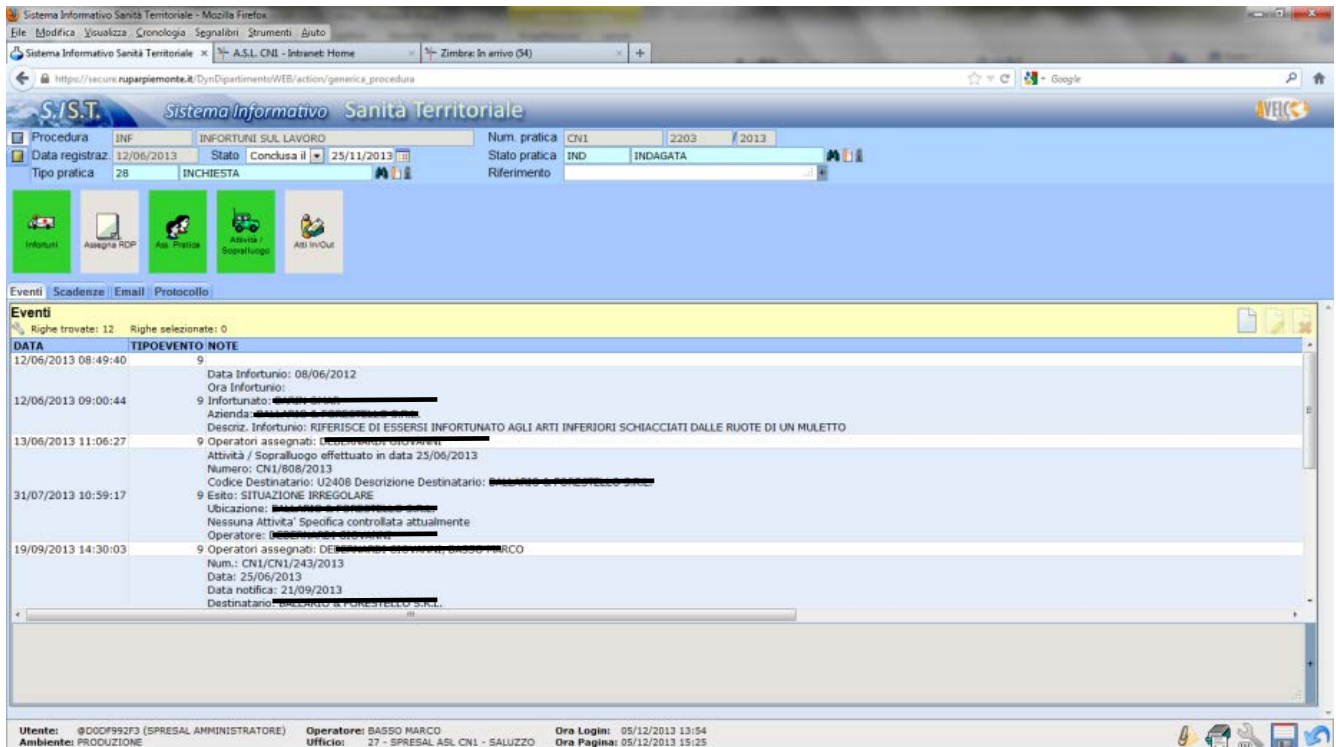 Sistema Informativo Sanità Territoriale - Mozilla Firefox
File Modifica Visualizza Cronologia Segnalibri Strumenti Aiuto
Sistema Informativo Sanità Territoriale × A.S.L. CN1 - Intranet: Home × Zimbra: In arrivo (54) × +
https://secure.ruparpiemonte.it/DynDipartimentoWEB/action/generica_procedura Google
S.I.S.T. Sistema Informativo Sanità Territoriale
Procedura INF INFORTUNI SUL LAVORO Num. pratica CN1 2203 / 2013
Data registraz. 12/06/2013 Stato Conclusa il 25/11/2013 Stato pratica IND INDAGATA
Tipo pratica 28 INCHIESTA Riferimento
Infortuni Assegna RDP Ass. Pratica Attività / Sopralluogo Atti In/Out
Eventi Scadenze Email Protocollo
Eventi
Righe trovate: 12 Righe selezionate: 0
DATA TIPOEVENTO NOTE
12/06/2013 08:49:40 9
Data Infortunio: 08/06/2012
Ora Infortunio:
12/06/2013 09:00:44 9 Infortunato:
Azienda:
Descriz. Infortunio: RIFERISCE DI ESSERSI INFORTUNATO AGLI ARTI INFERIORI SCHIACCIATI DALLE RUOTE DI UN MULETTO
13/06/2013 11:06:27 9 Operatori assegnati:
Attività / Sopralluogo effettuato in data 25/06/2013
Numero: CN1/808/2013
Codice Destinatario: U2408 Descrizione Destinatario:
31/07/2013 10:59:17 9 Esito: SITUAZIONE IRREGOLARE
Ubicazione:
Nessuna Attivita' Specifica controllata attualmente
Operatore:
19/09/2013 14:30:03 9 Operatori assegnati:
Num.: CN1/CN1/243/2013
Data: 25/06/2013
Data notifica: 21/09/2013
Destinatario:
Utente: @D0DF992F3 (SPRESAL AMMINISTRATORE) Operatore: BASSO MARCO Ora Login: 05/12/2013 13:54
Ambiente: PRODUZIONE Ufficio: 27 - SPRESAL ASL CN1 - SALUZZO Ora Pagina: 05/12/2013 15:25